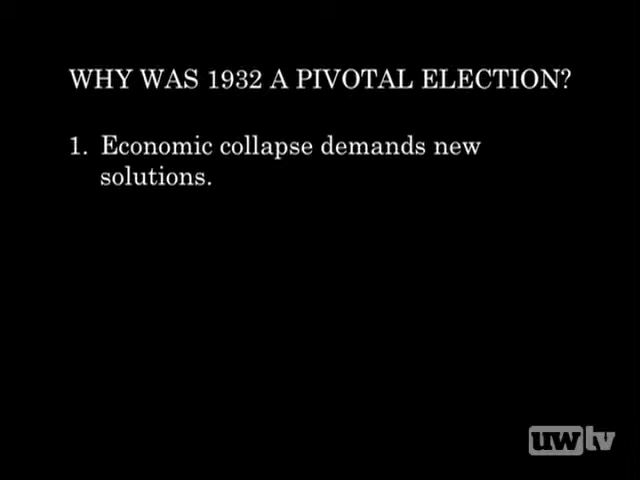 WHY WAS 1932 A PIVOTAL ELECTION?
1. Economic collapse demands new
solutions.
uwtv